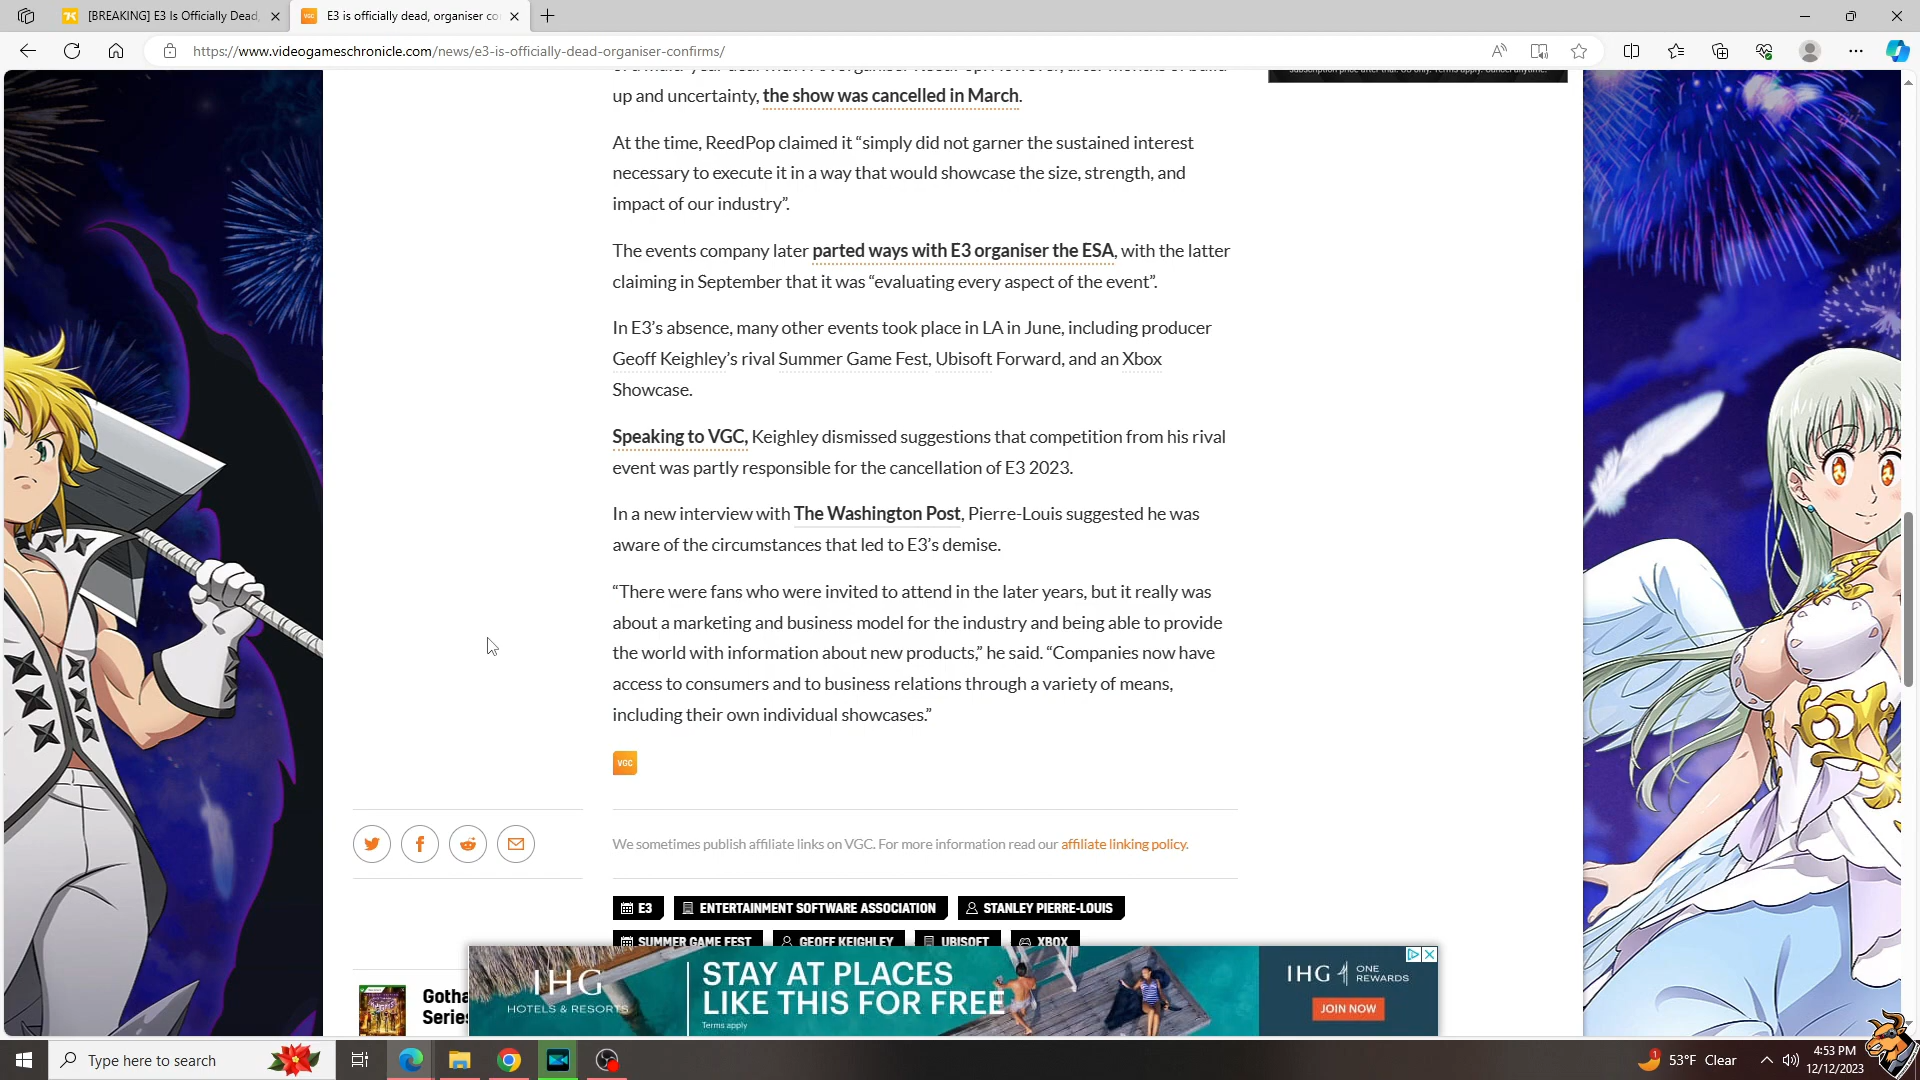 [BREAKING] E3 Is Officially Dead,
E3 is officially dead, organiser co
https://www.videogameschronicle.com/news/e3-is-officially-dead-organiser-confirms/
up and uncertainty, the show was cancelled in March.
At the time, ReedPop claimed it “simply did not garner the sustained interest
necessary to execute it in a way that would showcase the size, strength, and
impact of our industry”.
The events company later parted ways with E3 organiser the ESA, with the latter
claiming in September that it was “evaluating every aspect of the event”.
In E3’s absence, many other events took place in LA in June, including producer
Geoff Keighley’s rival Summer Game Fest, Ubisoft Forward, and an Xbox
Showcase.
Speaking to VGC, Keighley dismissed suggestions that competition from his rival
event was partly responsible for the cancellation of E3 2023.
In a new interview with The Washington Post, Pierre-Louis suggested he was
aware of the circumstances that led to E3’s demise.
“There were fans who were invited to attend in the later years, but it really was
about a marketing and business model for the industry and being able to provide
the world with information about new products,” he said. “Companies now have
access to consumers and to business relations through a variety of means,
including their own individual showcases.”
VGC
We sometimes publish affiliate links on VGC. For more information read our affiliate linking policy.
E3 ENTERTAINMENT SOFTWARE ASSOCIATION STANLEY PIERRE-LOUIS
SUMMER GAME FEST GEOFF KEIGHLEY UBISOFT XBOX
Gotha
Series
IHG
HOTELS & RESORTS
STAY AT PLACES
LIKE THIS FOR FREE
Terms apply
IHG ONE
REWARDS
JOIN NOW
Type here to search
1
53°F Clear
4:53 PM
12/12/2023